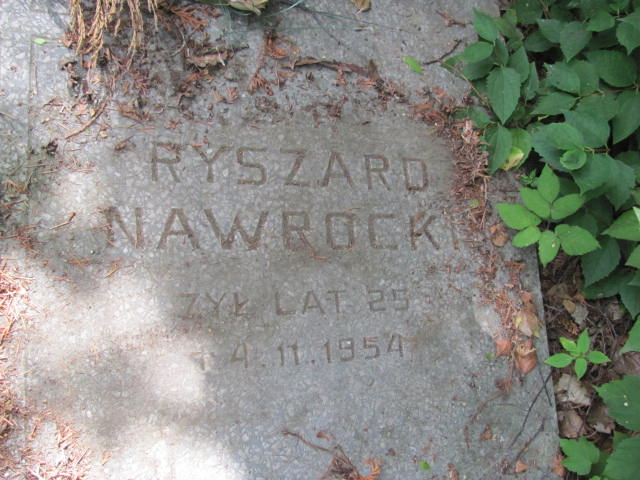 RYSZARD
NAWROCKI
ŻYŁ LAT 25
+ 4.11.1954